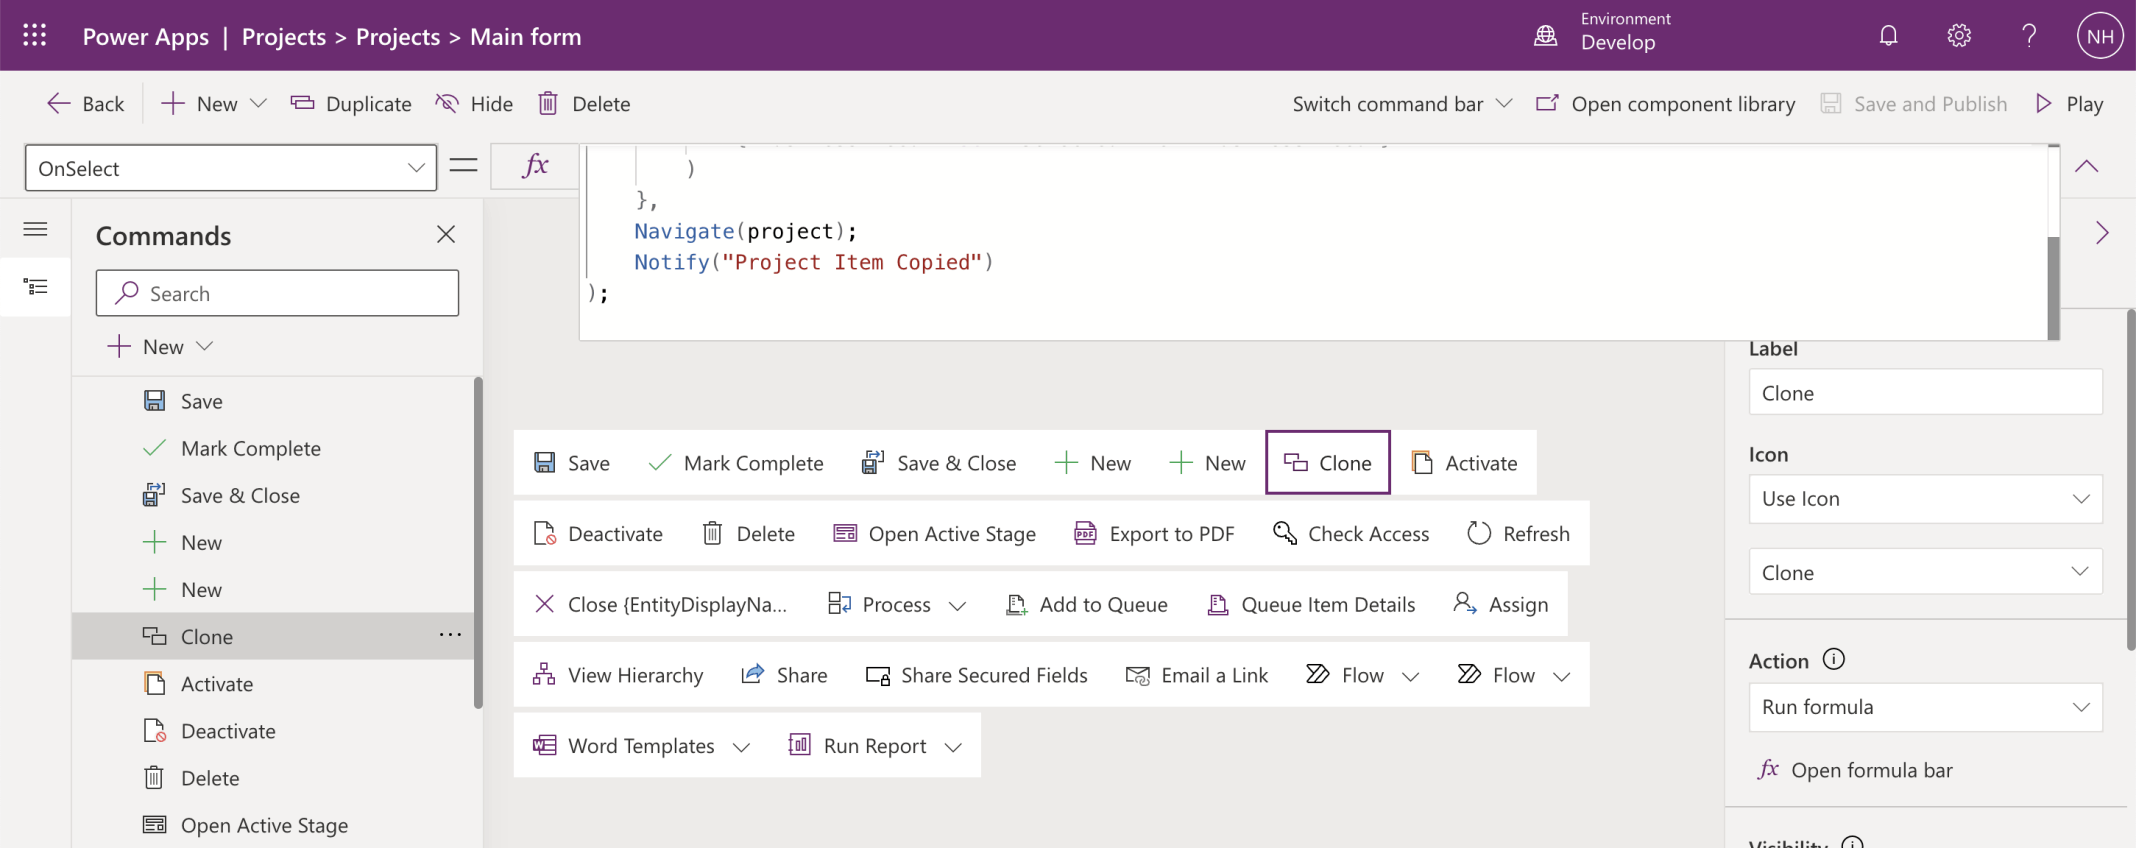 Power Apps | Projects > Projects > Main form
Environment
Develop
NH
Back
New
Duplicate
Hide
Delete
Switch command bar
Open component library
Save and Publish
Play
OnSelect
= fx
)
},
Navigate(project);
Notify("Project Item Copied")
);
Commands
Search
New
Save
Mark Complete
Save & Close
New
New
Clone
Activate
Deactivate
Delete
Open Active Stage
Save
Mark Complete
Save & Close
New
New
Clone
Activate
Deactivate
Delete
Open Active Stage
Export to PDF
Check Access
Refresh
Close {EntityDisplayNa...
Process
Add to Queue
Queue Item Details
Assign
View Hierarchy
Share
Share Secured Fields
Email a Link
Flow
Flow
Word Templates
Run Report
Label
Clone
Icon
Use Icon
Clone
Action
Run formula
fx Open formula bar
Visibility